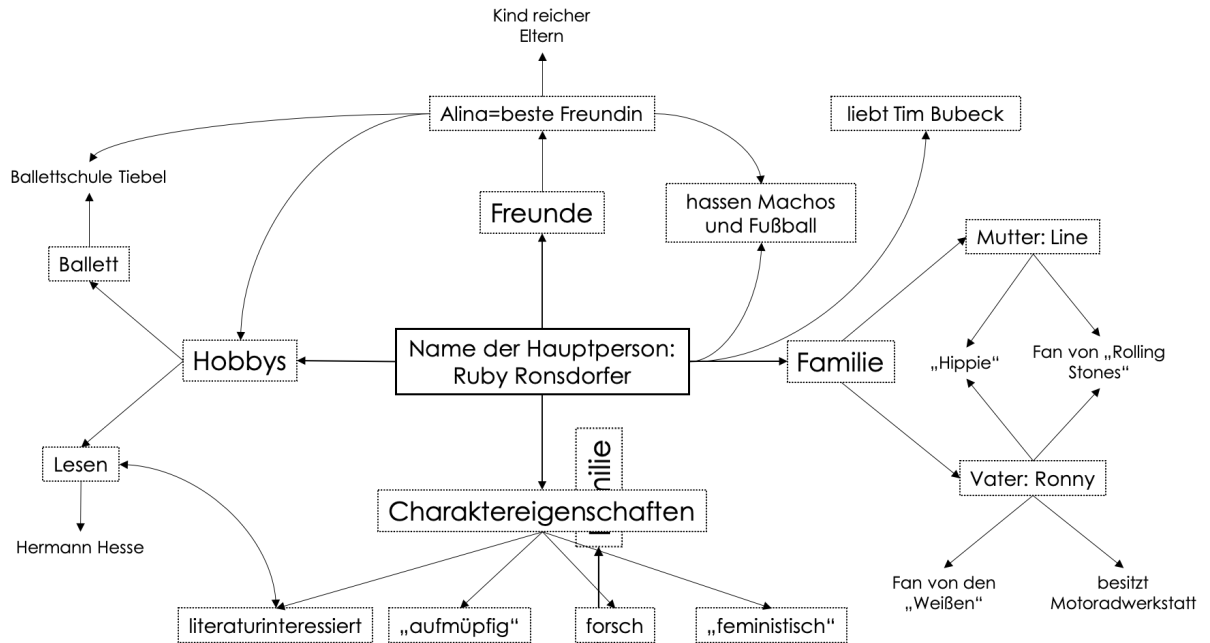 Kind reicher
Eltern
Alina=beste Freundin
liebt Tim Bubeck
Ballettschule Tiebel
Freunde
hassen Machos
und Fußball
Mutter: Line
Ballett
Name der Hauptperson:
Ruby Ronsdorfer
Hobbys
Familie
„Hippie“
Fan von „Rolling
Stones“
Lesen
milie
Vater: Ronny
Charaktereigenschaften
Hermann Hesse
Fan von den
„Weißen“
besitzt
Motoradwerkstatt
literaturinteressiert
„aufmüpfig“
forsch
„feministisch“